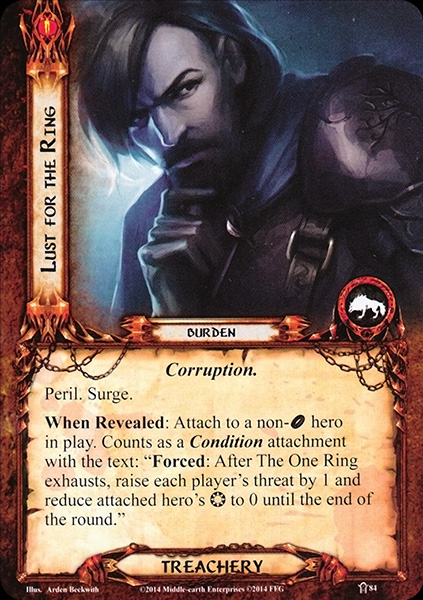 LUST FOR THE RING
BURDEN
Corruption.
Peril. Surge.
When Revealed: Attach to a non- hero
in play. Counts as a Condition attachment
with the text: “Forced: After The One Ring
exhausts, raise each player’s threat by 1 and
reduce attached hero’s to 0 until the end of
the round.”
TREACHERY
Illus. Arden Beckwith
©2014 Middle-earth Enterprises ©2014 FFG
84